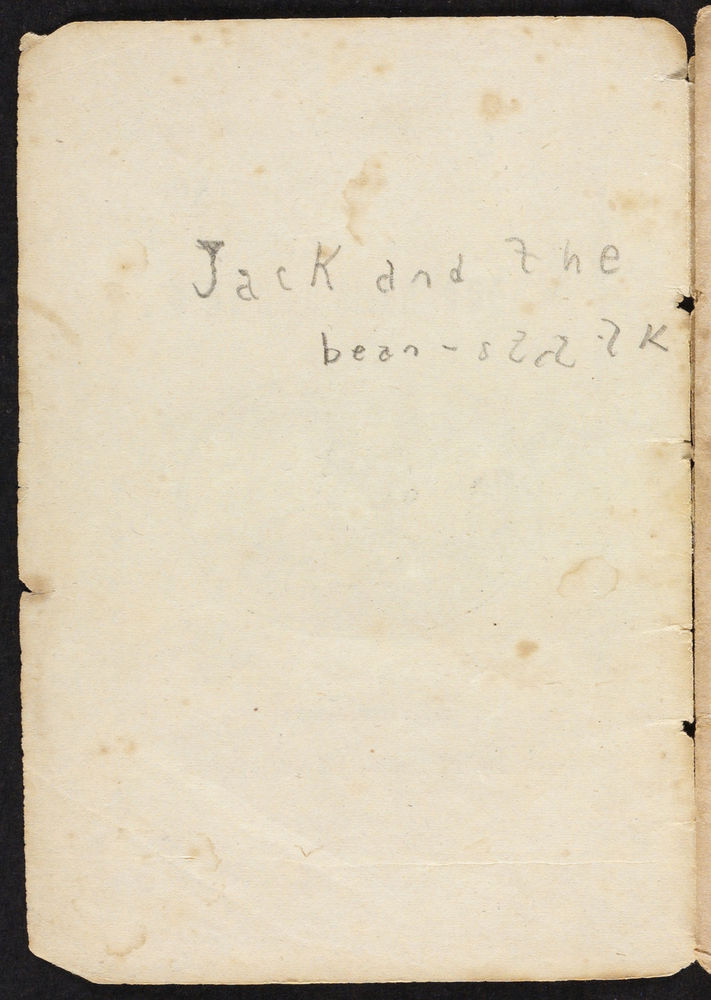 Jack and the
bean-stalk